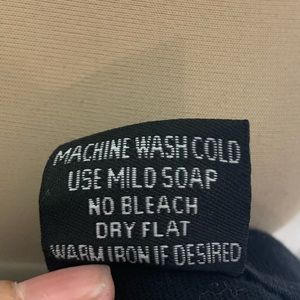 MACHINE WASH COLD
USE MILD SOAP
NO BLEACH
DRY FLAT
WARM IRON IF DESIRED